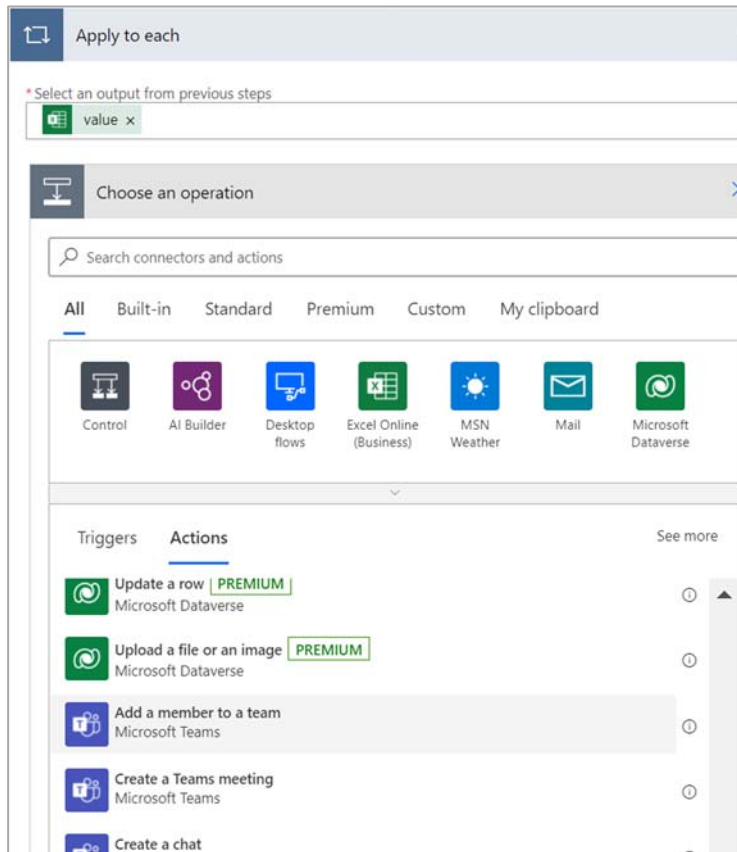 Apply to each
* Select an output from previous steps
value ×
Choose an operation
Search connectors and actions
All Built-in Standard Premium Custom My clipboard
Control AI Builder Desktop flows Excel Online (Business) MSN Weather Mail Microsoft Dataverse
Triggers Actions See more
Update a row PREMIUM
Microsoft Dataverse
Upload a file or an image PREMIUM
Microsoft Dataverse
Add a member to a team
Microsoft Teams
Create a Teams meeting
Microsoft Teams
Create a chat